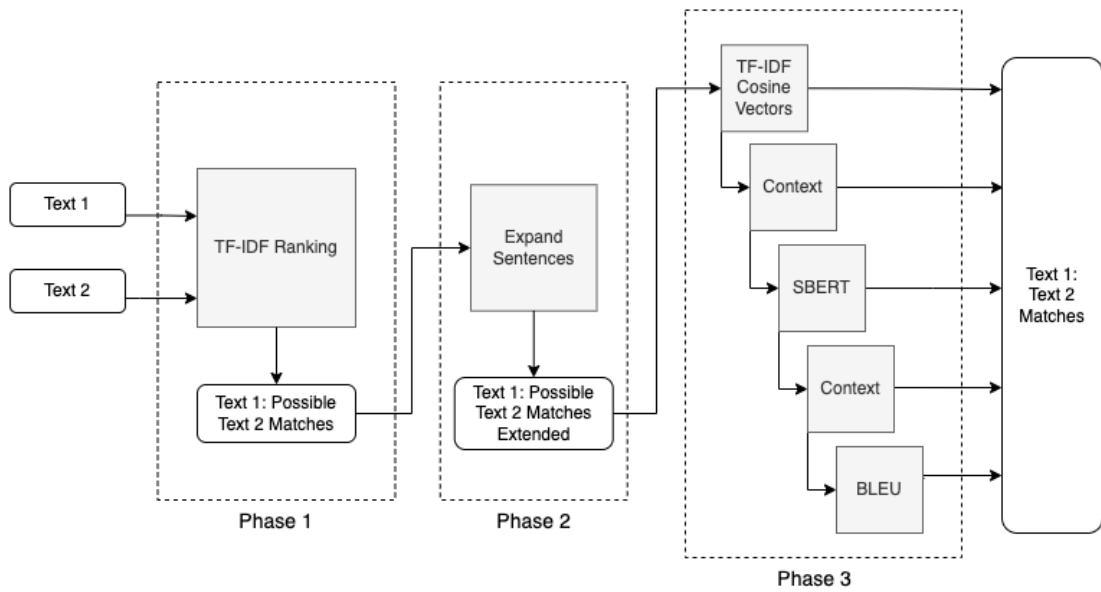 Text 1
Text 2
TF-IDF Ranking
Text 1: Possible
Text 2 Matches
Phase 1
Expand
Sentences
Text 1: Possible
Text 2 Matches
Extended
Phase 2
TF-IDF
Cosine
Vectors
Context
SBERT
Context
BLEU
Phase 3
Text 1:
Text 2
Matches